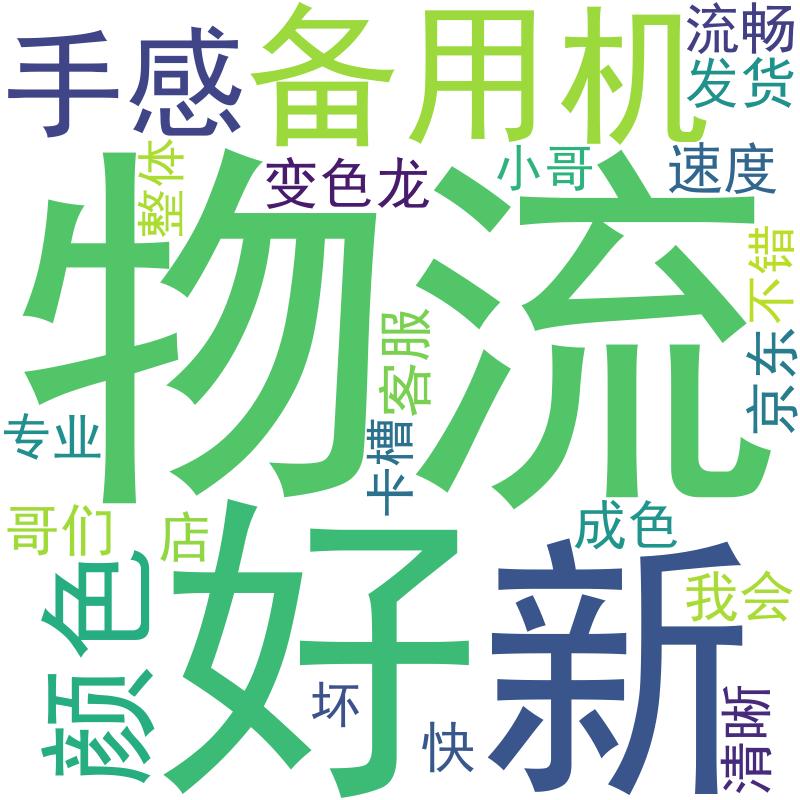 手感
备用机
流畅
发货
整体
变色龙
小哥
速度
物流
不错
客服
京东
专业
卡槽
哥们
店
好
成色
新
颜色
我会
坏
快
清晰